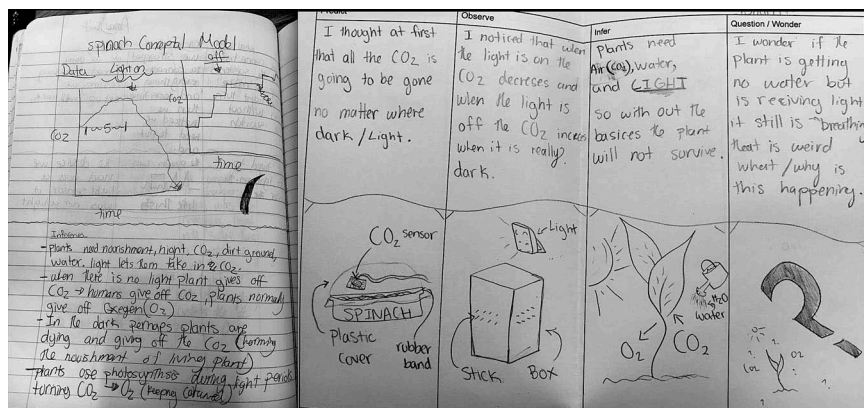 spinach Conceptal Model
Data
Light on
CO2
time
off
CO2
time
Inference
-plants need nourishment, hight, CO2, dirt ground,
water. light lets them take in CO2.
-when there is no light plant gives off
CO2 → humans give off CO2, plants normally
give off Oxegen (O2)
-In the dark perhaps plants are
dying and giving off the CO2 (horming
the nourishment of living plant)
-plants use photosynthisis during light periods
turning CO2 → O2
Predict
I thought at first
that all the CO2 is
going to be gone
no matter where
dark/Light.
CO2 sensor
SPINACH
plastic
cover
rubber
band
Observe
I noticed that when
the light is on the
CO2 decreses and
when the light is
off the CO2 increses
when it is really
dark.
Light
Stick
Box
Infer
Plants need
Air(CO2), water,
and LIGHT
so with out the
basices the plant
will not survive.
H2O
water
O2
CO2
Question / Wonder
I wonder if the
plant is getting
no water but
is reciving light
it still is "breathing"
that is weird
what/why is
this happening.
?
O2
CO2
?
?